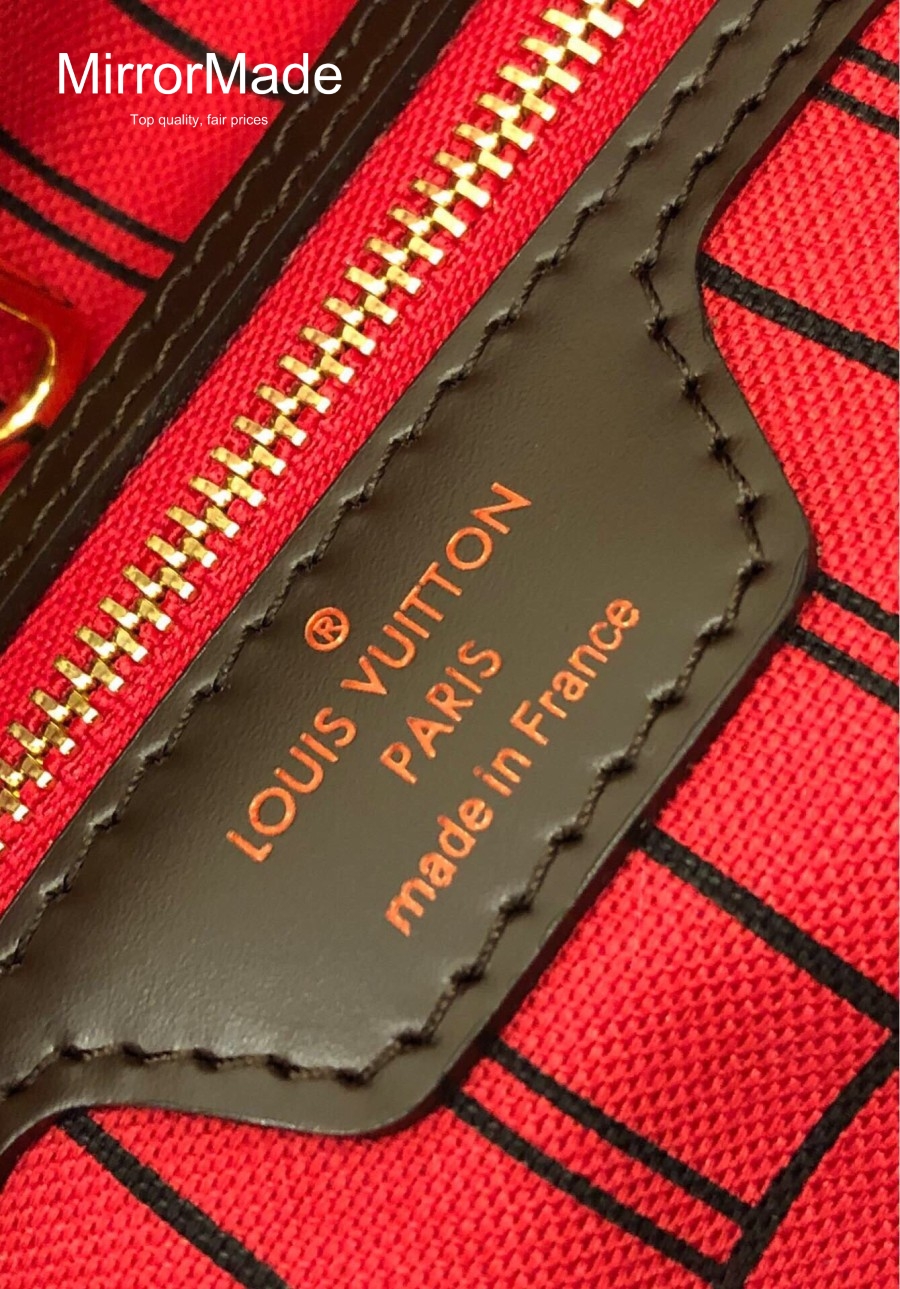 MirrorMade
Top quality, fair prices
®
LOUIS VUITTON
PARIS
made in France